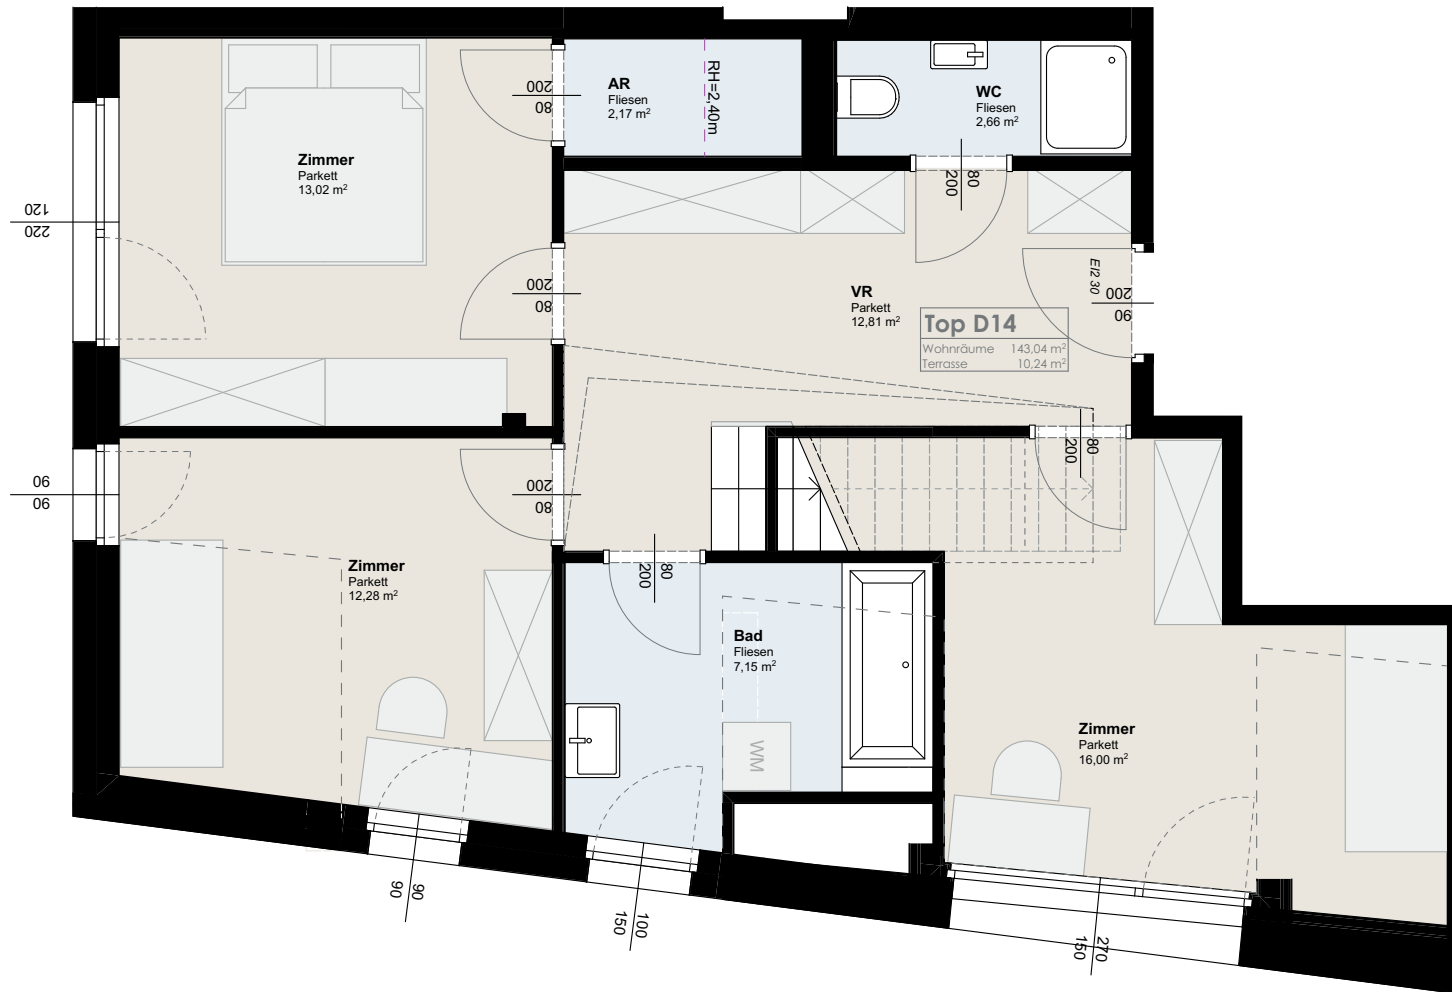 AR
Fliesen
2,17 m²
RH=2,40m
WC
Fliesen
2,66 m²
200
80
80
200
Zimmer
Parkett
13,02 m²
120
220
200
80
VR
Parkett
12,81 m²
EI2 30
200
90
Top D14
Wohnräume 143,04 m²
Terrasse 10,24 m²
80
200
90
90
200
80
Zimmer
Parkett
12,28 m²
80
200
Bad
Fliesen
7,15 m²
WM
Zimmer
Parkett
16,00 m²
90
90
100
150
270
150